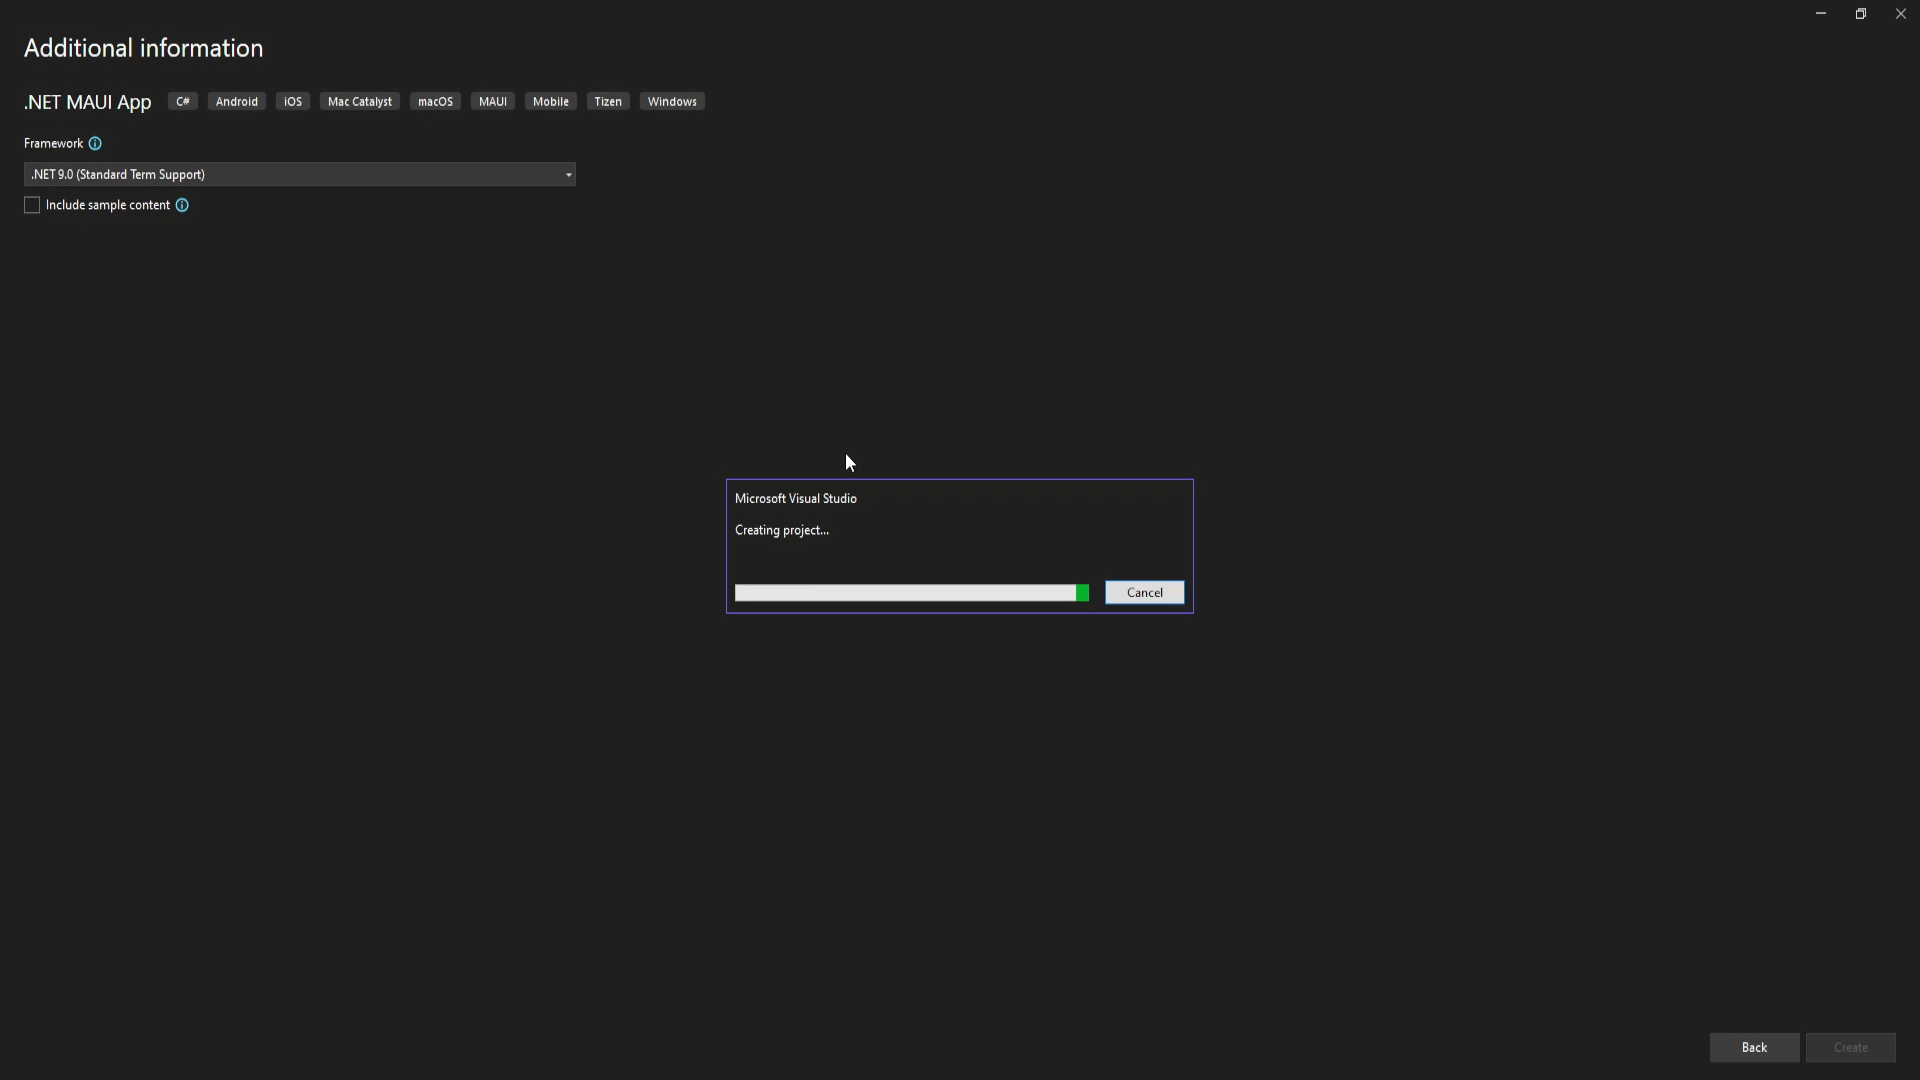 Additional information
.NET MAUI App C# Android iOS Mac Catalyst macOS MAUI Mobile Tizen Windows
Framework
.NET 9.0 (Standard Term Support)
Include sample content
Microsoft Visual Studio
Creating project...
Cancel
Back Create